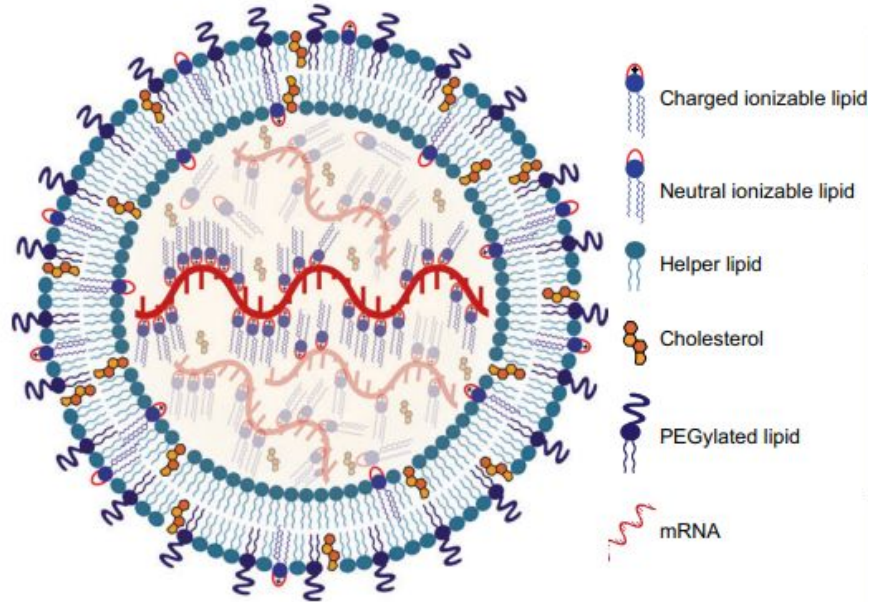 Charged ionizable lipid
Neutral ionizable lipid
Helper lipid
Cholesterol
PEGylated lipid
mRNA